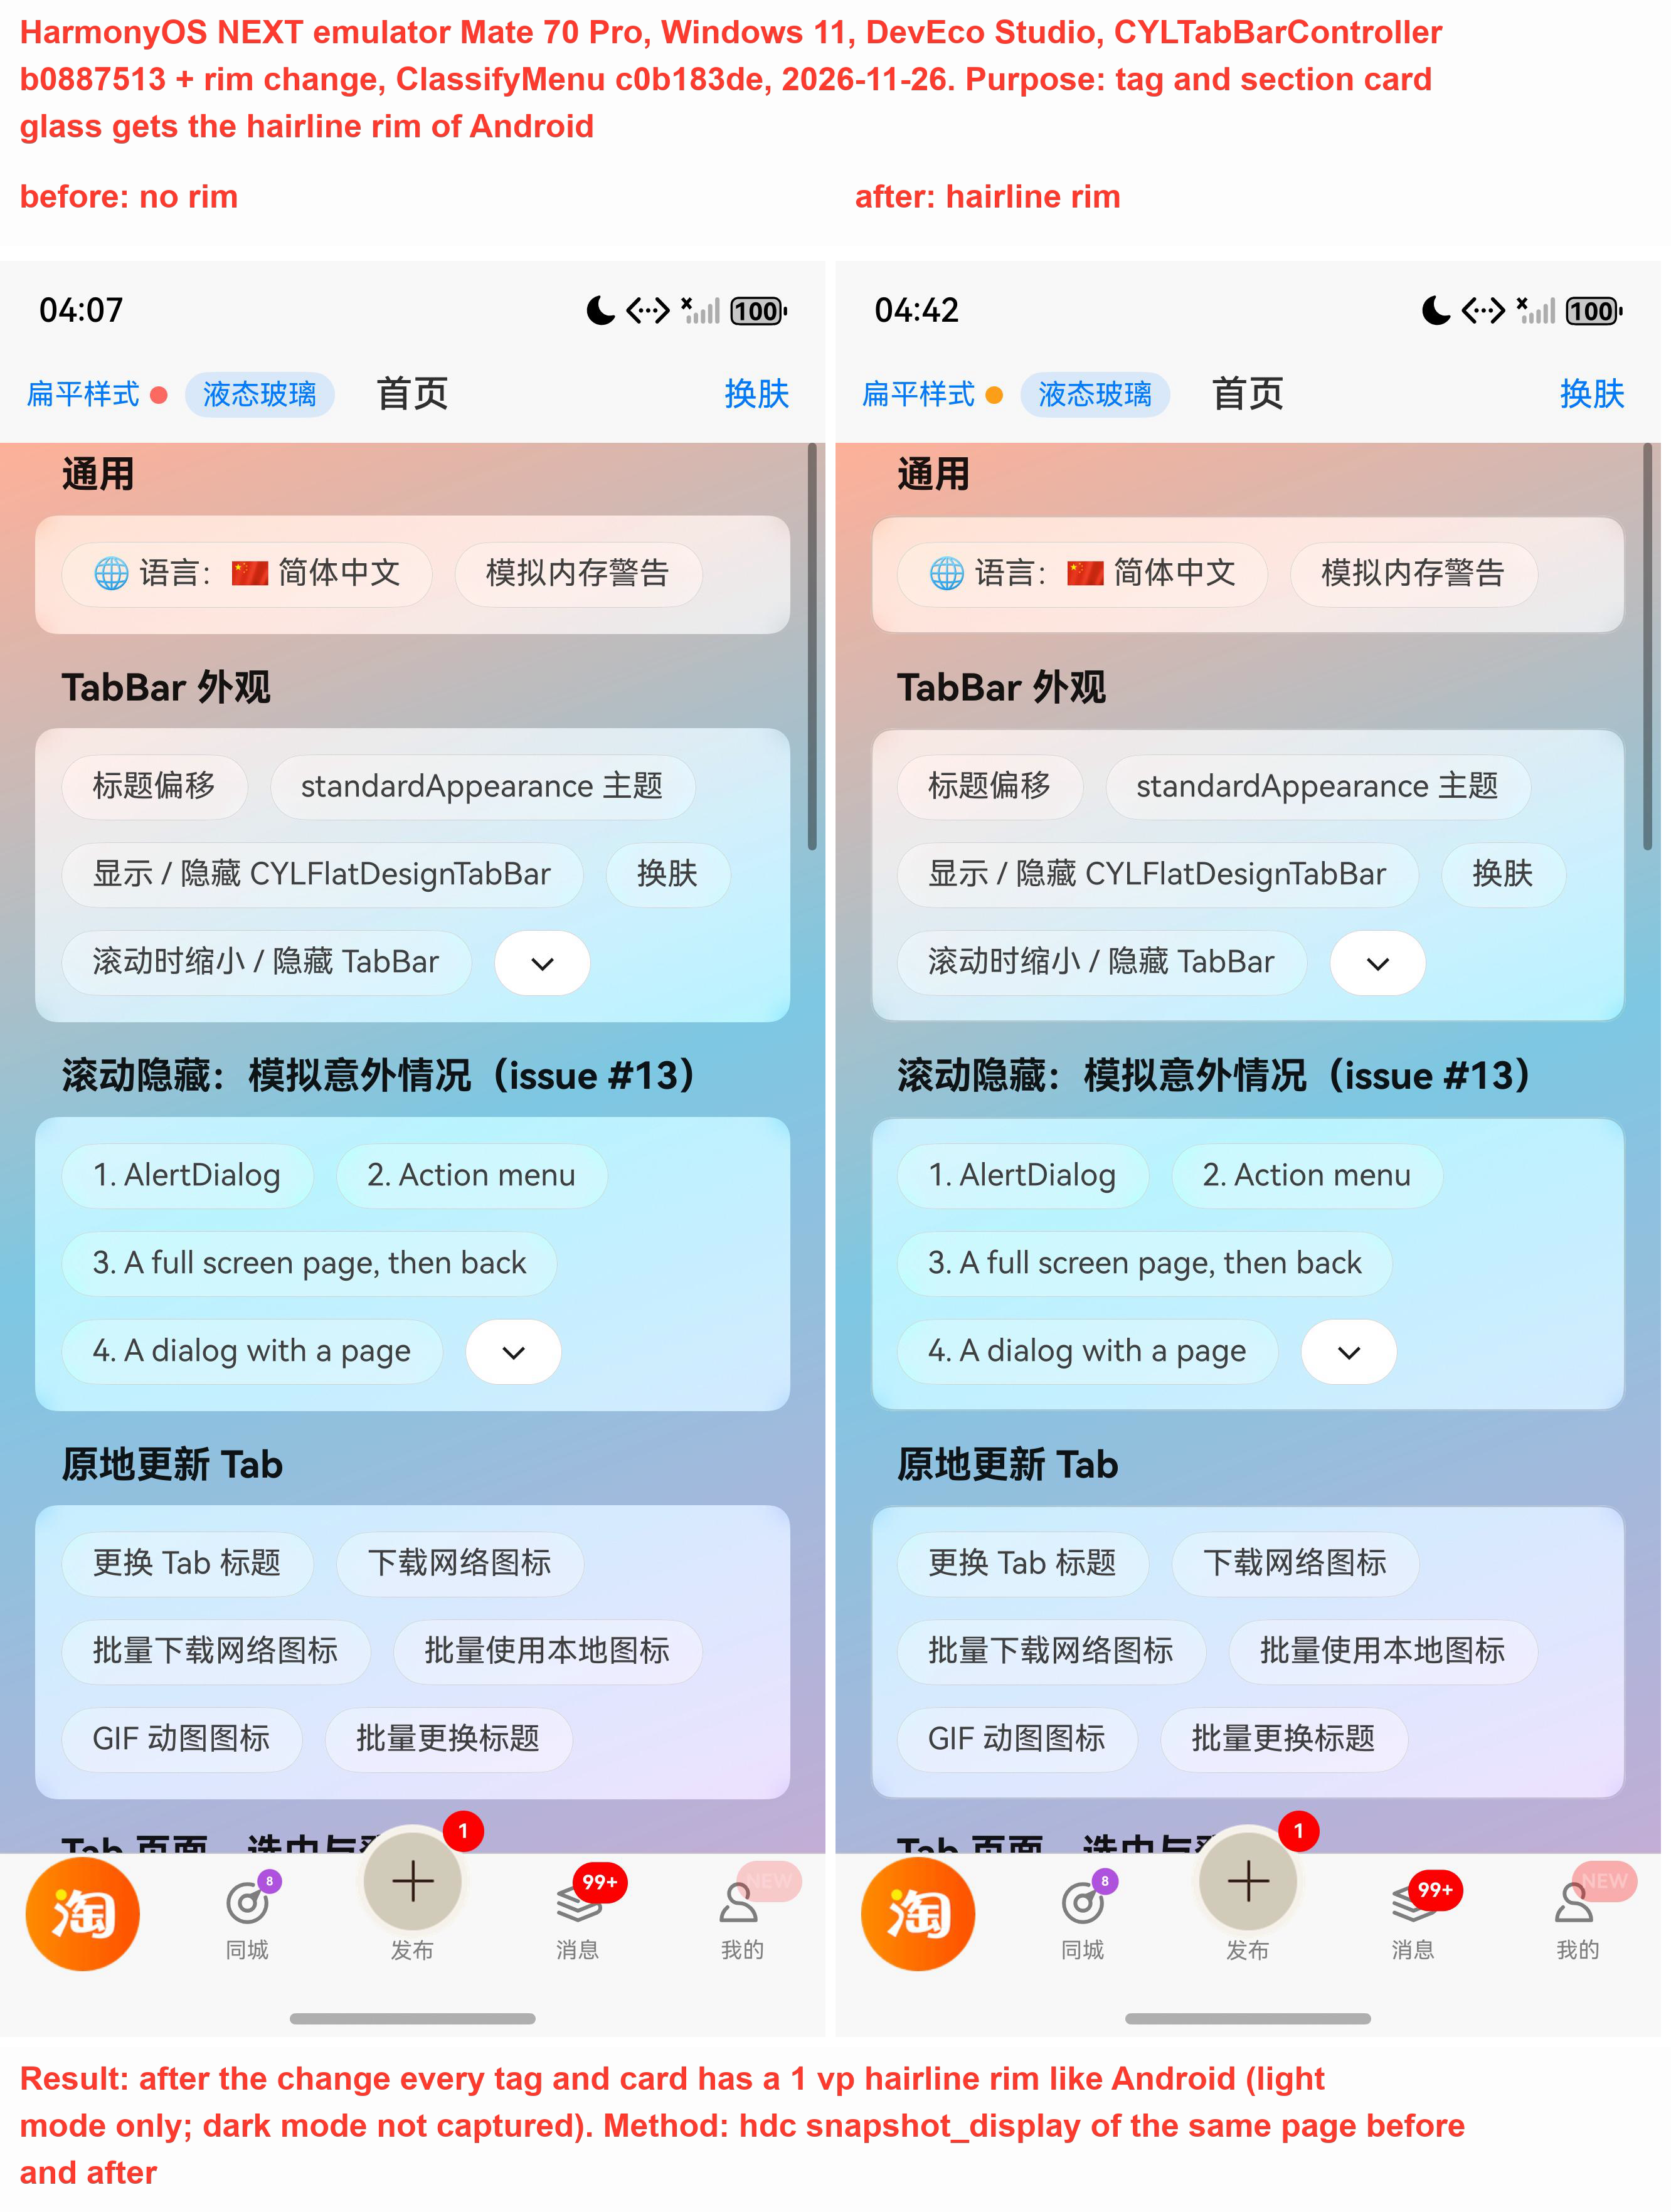 HarmonyOS NEXT emulator Mate 70 Pro, Windows 11, DevEco Studio, CYLTabBarController
b0887513 + rim change, ClassifyMenu c0b183de, 2026-11-26. Purpose: tag and section card
glass gets the hairline rim of Android
before: no rim
after: hairline rim
04:07
100
扁平样式
液态玻璃
首页
换肤
通用
语言：
简体中文
模拟内存警告
TabBar 外观
标题偏移
standardAppearance 主题
显示 / 隐藏 CYLFlatDesignTabBar
换肤
滚动时缩小 / 隐藏 TabBar
滚动隐藏：模拟意外情况（issue #13）
1. AlertDialog
2. Action menu
3. A full screen page, then back
4. A dialog with a page
原地更新 Tab
更换 Tab 标题
下载网络图标
批量下载网络图标
批量使用本地图标
GIF 动图图标
批量更换标题
Tab 页面
淘
8
同城
1
发布
99+
消息
NEW
我的
04:42
100
扁平样式
液态玻璃
首页
换肤
通用
语言：
简体中文
模拟内存警告
TabBar 外观
标题偏移
standardAppearance 主题
显示 / 隐藏 CYLFlatDesignTabBar
换肤
滚动时缩小 / 隐藏 TabBar
滚动隐藏：模拟意外情况（issue #13）
1. AlertDialog
2. Action menu
3. A full screen page, then back
4. A dialog with a page
原地更新 Tab
更换 Tab 标题
下载网络图标
批量下载网络图标
批量使用本地图标
GIF 动图图标
批量更换标题
Tab 页面
淘
8
同城
1
发布
99+
消息
NEW
我的
Result: after the change every tag and card has a 1 vp hairline rim like Android (light
mode only; dark mode not captured). Method: hdc snapshot_display of the same page before
and after